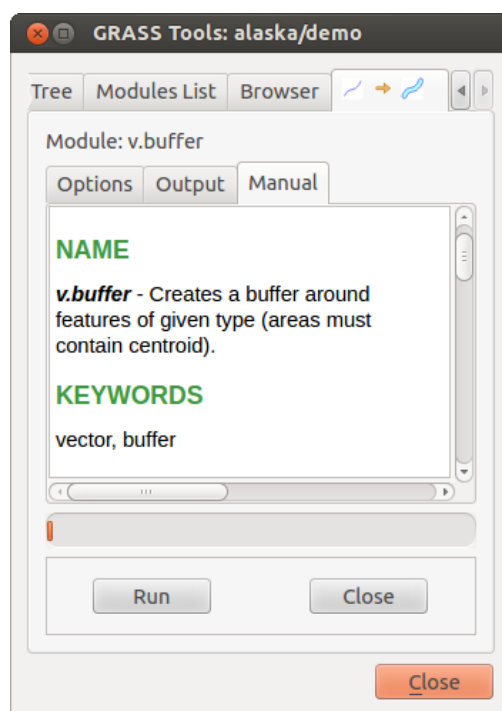 GRASS Tools: alaska/demo
Tree Modules List Browser
Module: v.buffer
Options Output Manual
NAME
v.buffer - Creates a buffer around
features of given type (areas must
contain centroid).
KEYWORDS
vector, buffer
Run Close
Close